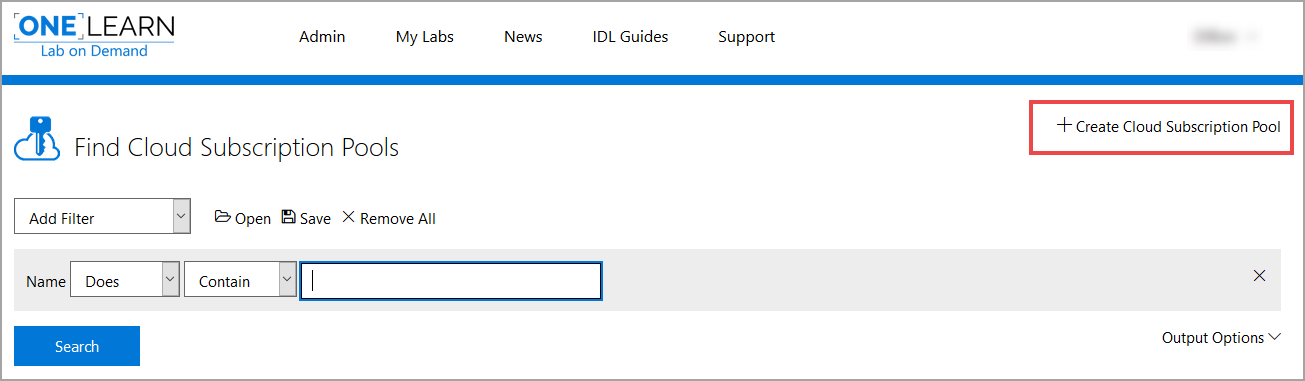 ONE LEARN
Lab on Demand
Admin My Labs News IDL Guides Support
Create Cloud Subscription Pool
Find Cloud Subscription Pools
Add Filter Open Save Remove All
Name Does Contain
Search
Output Options